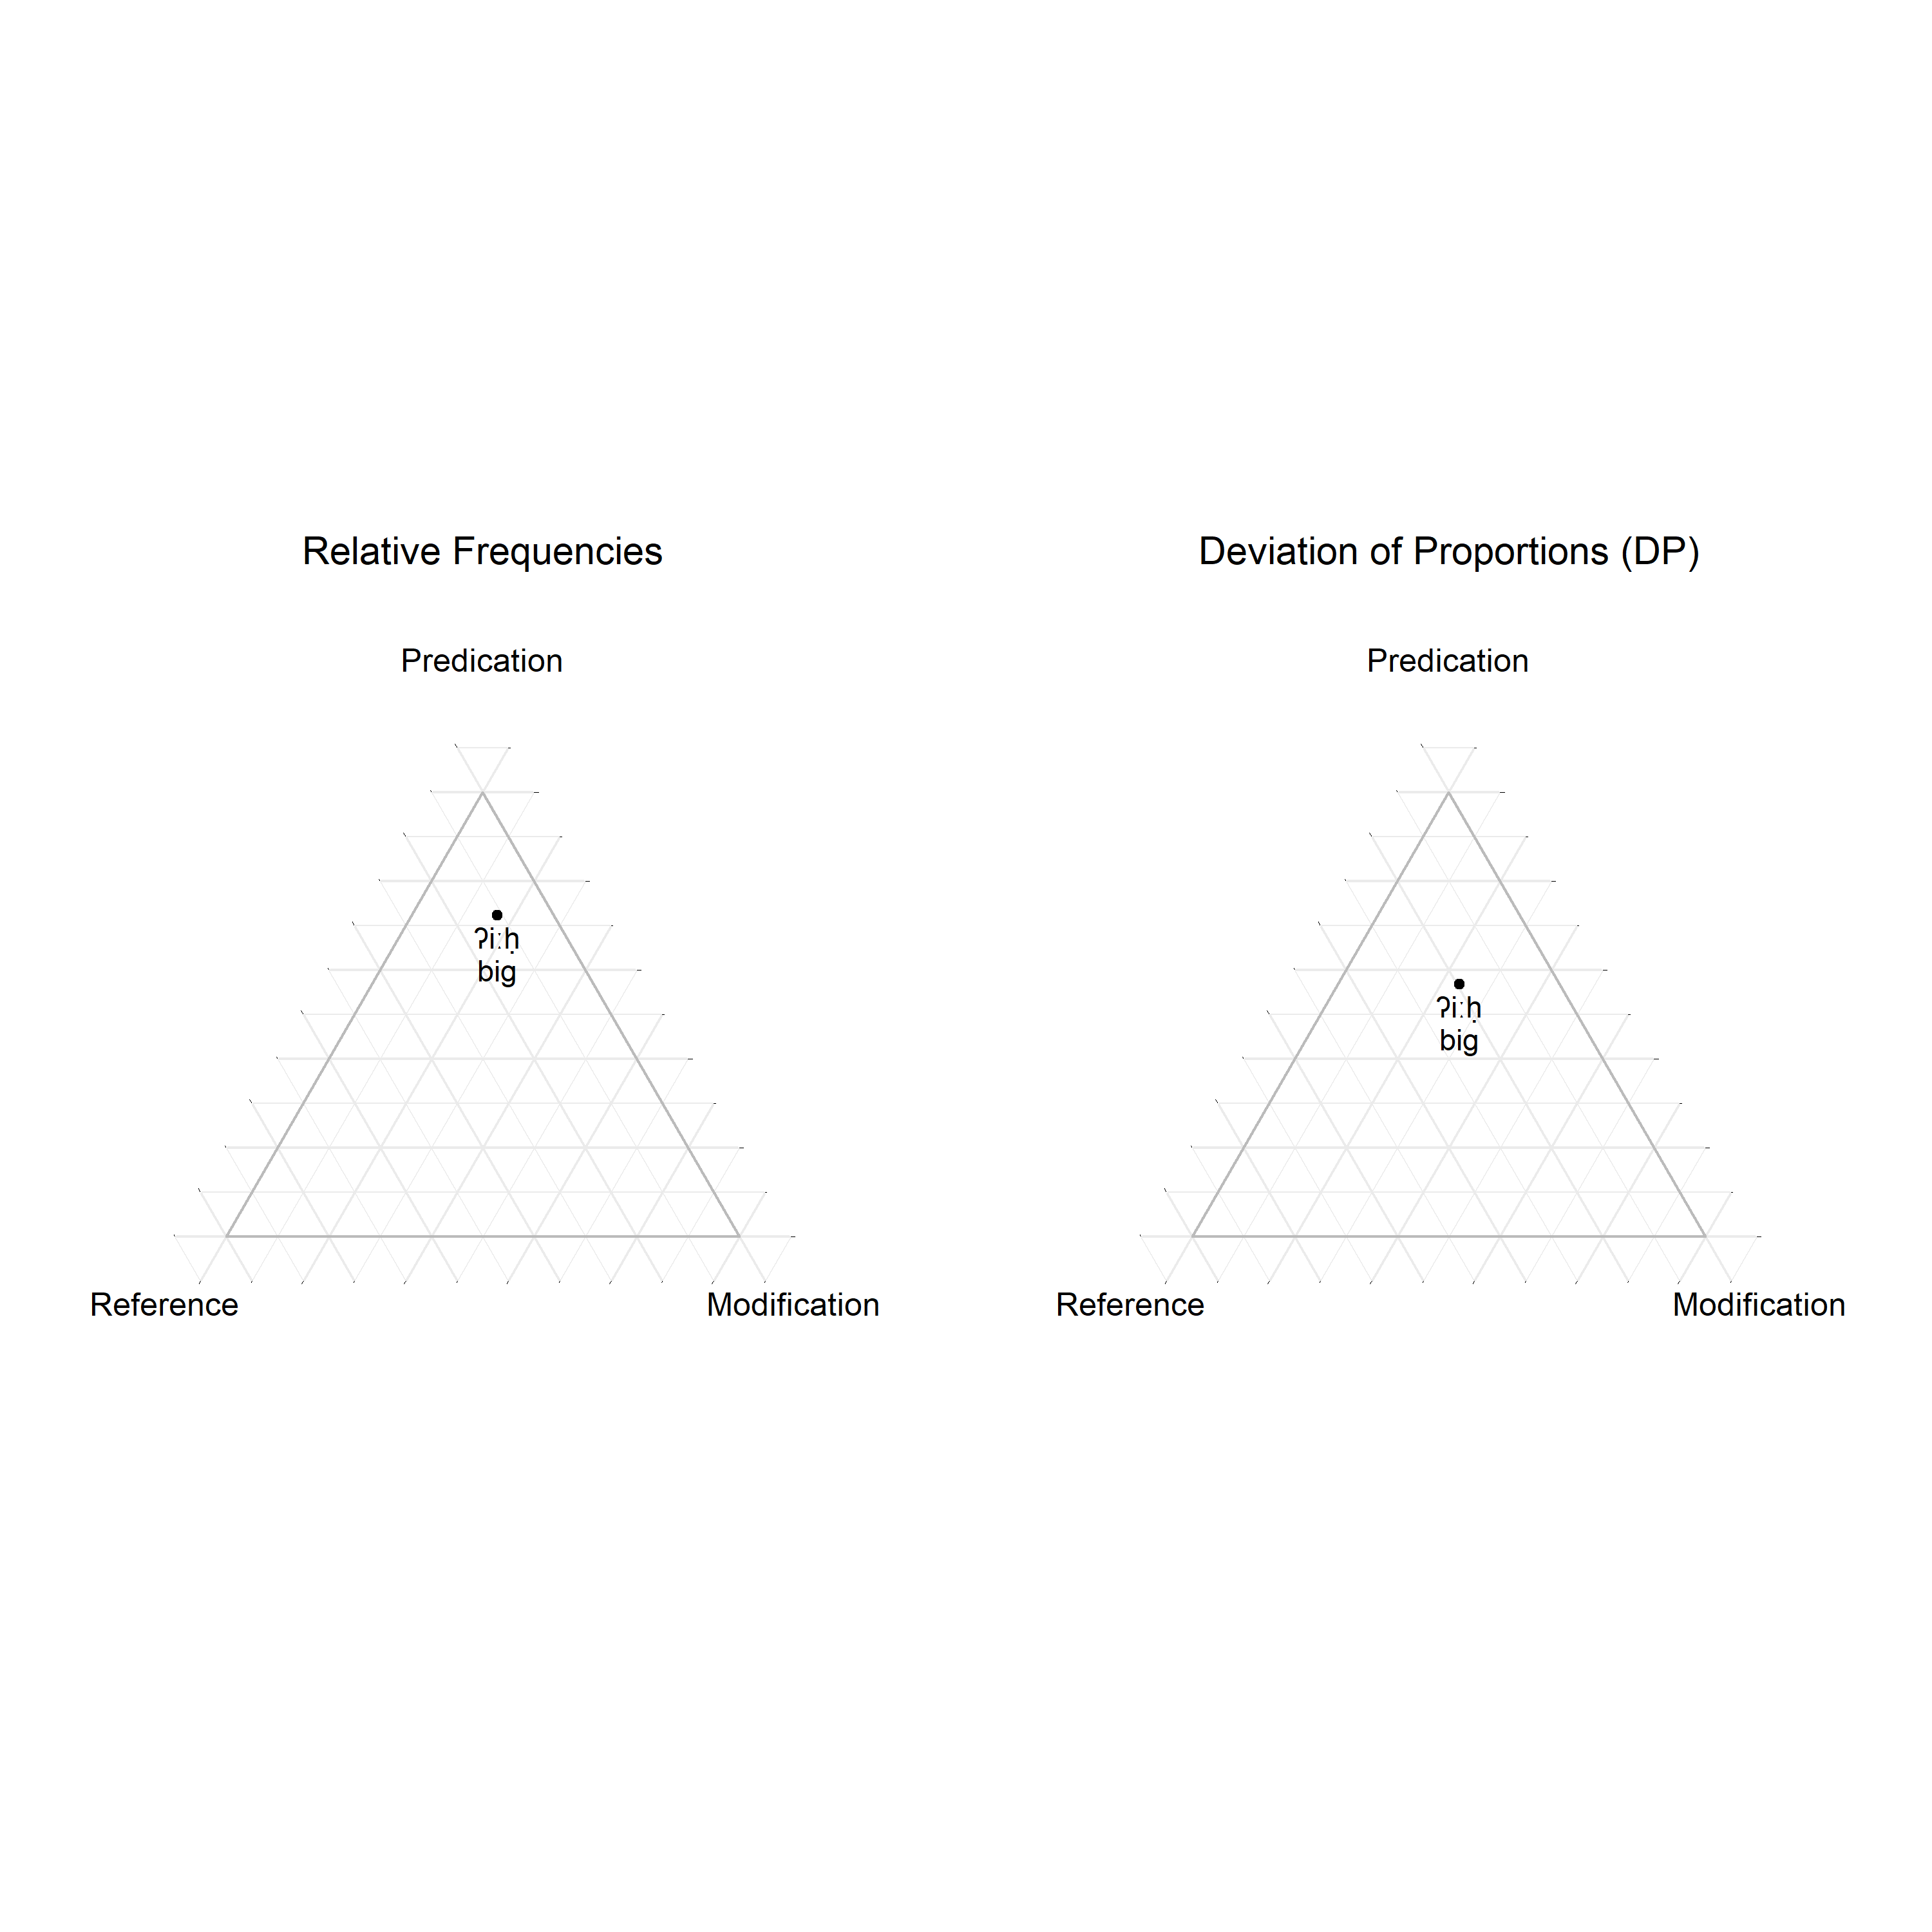 Relative Frequencies
Predication
ʔiːḥ
big
Reference
Modification
Deviation of Proportions (DP)
Predication
ʔiːḥ
big
Reference
Modification